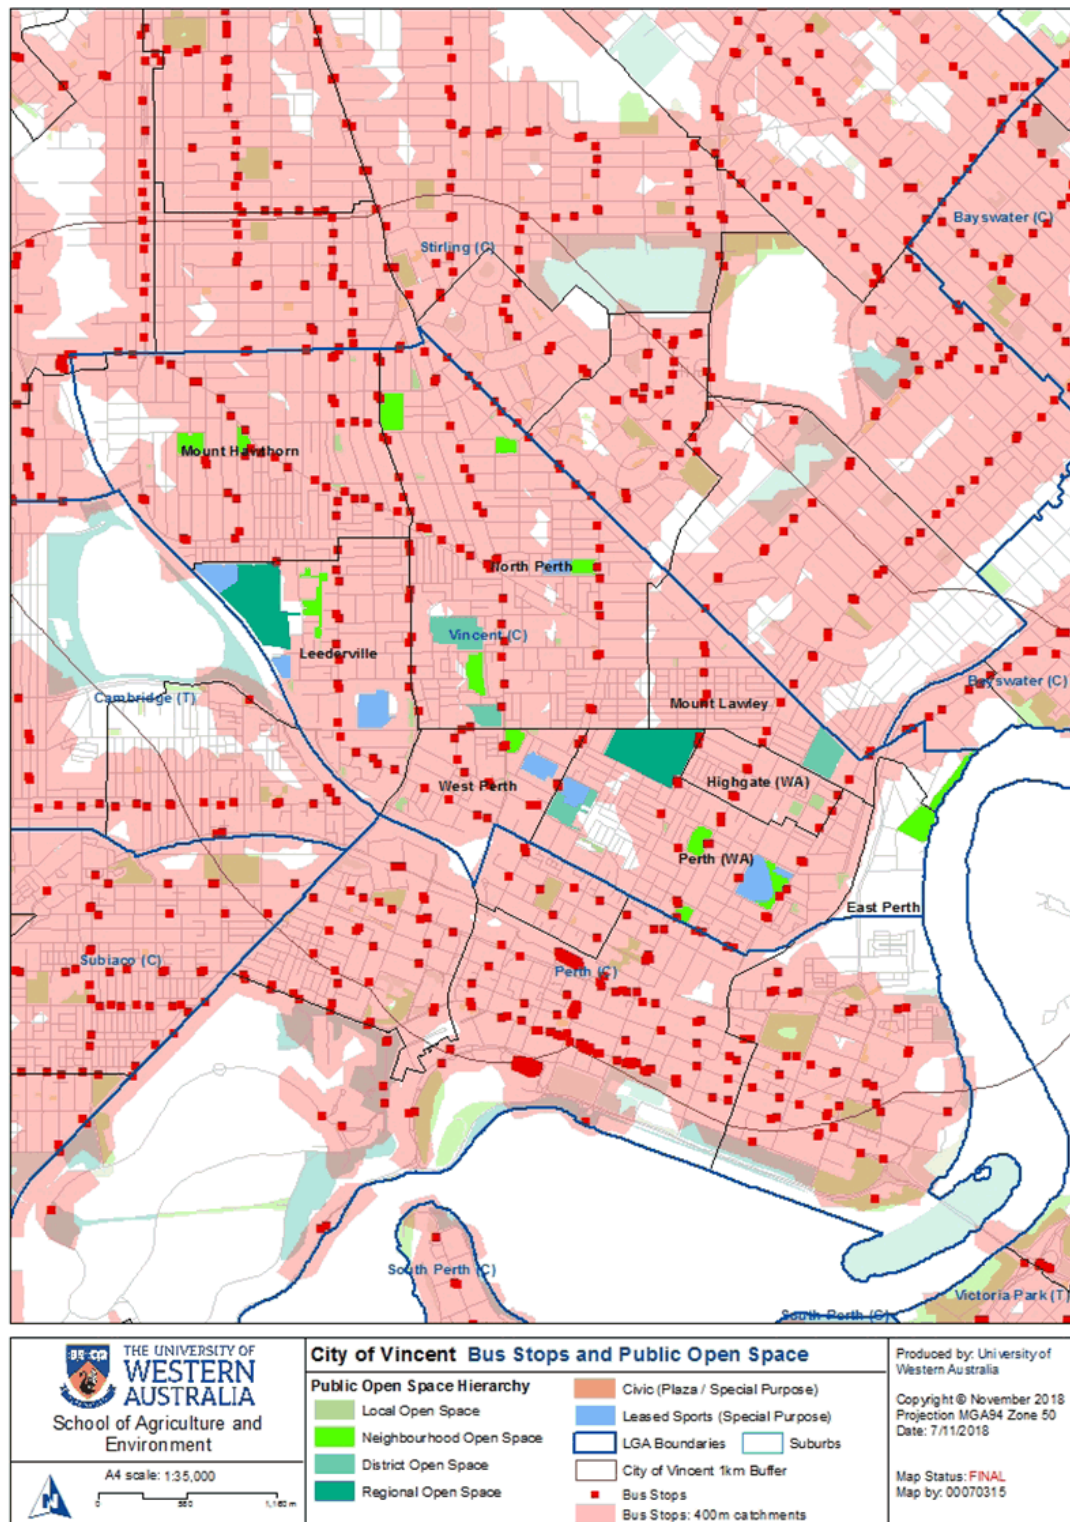 Bayswater (C)
Stirling (C)
Mount Hawthorn
North Perth
Vincent (C)
Leederville
Bayswater (C)
Cambridge (T)
Mount Lawley
Highgate (WA)
West Perth
Perth (WA)
East Perth
Subiaco (C)
Perth (C)
South Perth (C)
Victoria Park (T)
South Perth (C)
THE UNIVERSITY OF
WESTERN
AUSTRALIA
School of Agriculture and
Environment
N
A4 scale: 1:35,000
City of Vincent Bus Stops and Public Open Space
Public Open Space Hierarchy
Local Open Space
Neighbourhood Open Space
District Open Space
Regional Open Space
Civic (Plaza / Special Purpose)
Leased Sports (Special Purpose)
LGA Boundaries
Suburbs
City of Vincent 1km Buffer
Bus Stops
Bus Stops: 400m catchments
Produced by: University of
Western Australia
Copyright © November 2018
Projection MGA94 Zone 50
Date: 7/11/2018
Map Status: FINAL
Map by: 00070315